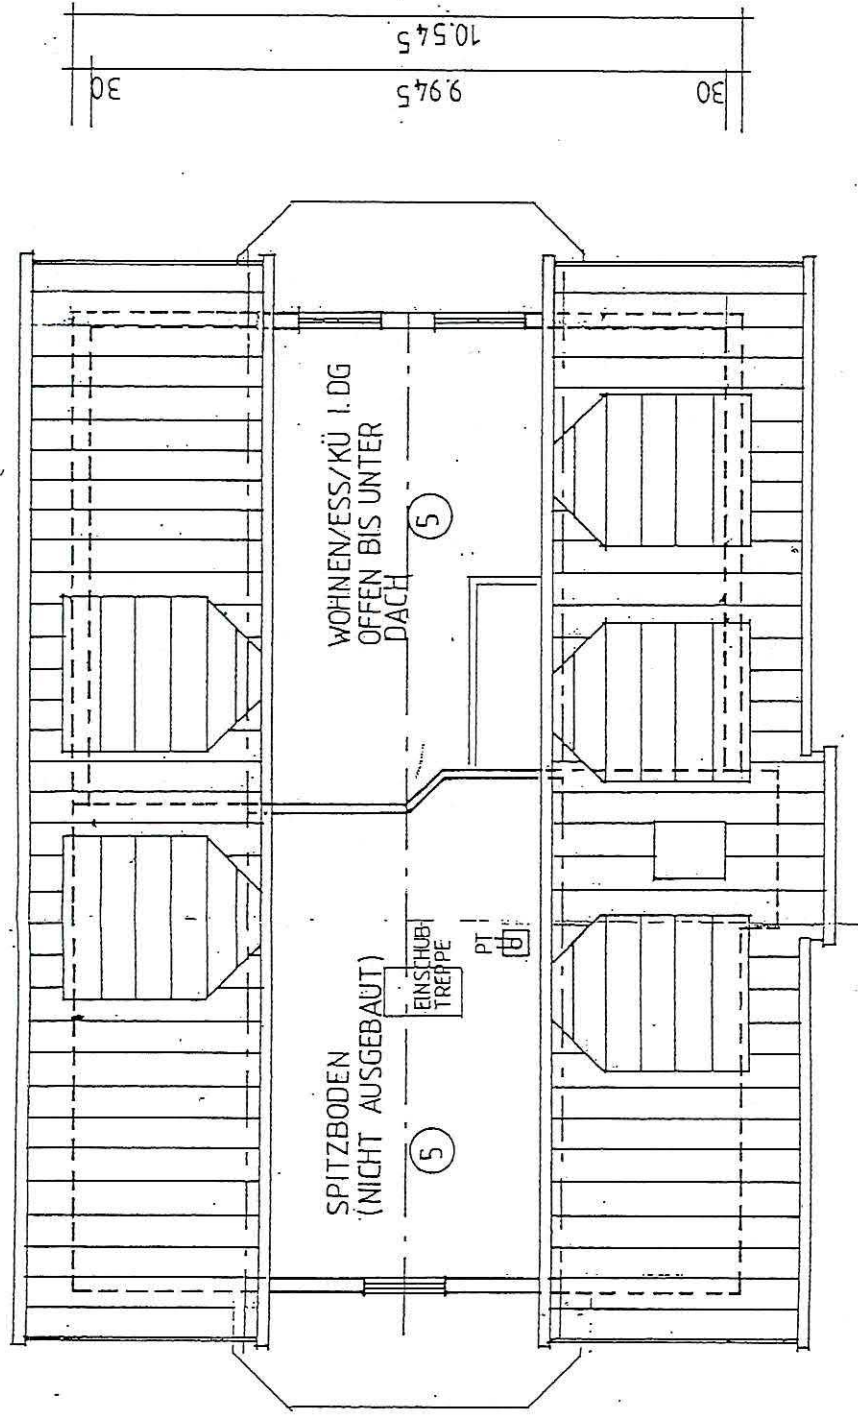 10.545
30
9.945
30
WOHNEN/ESS/KÜ 1.DG
OFFEN BIS UNTER
DACH
5
SPITZBODEN
(NICHT AUSGEBAUT)
5
EINSCHUB-
TREPPE
PT